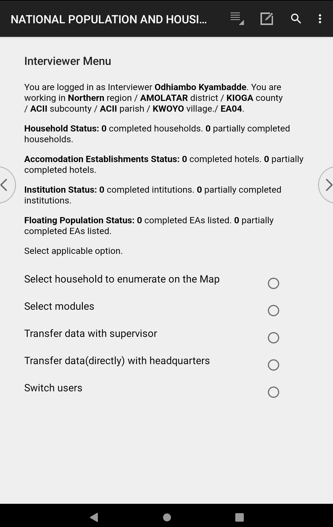 NATIONAL POPULATION AND HOUSI...
Interviewer Menu
You are logged in as Interviewer Odhiambo Kyambadde. You are
working in Northern region / AMOLATAR district / KIOGA county
/ ACII subcounty / ACII parish / KWOYO village./ EA04.
Household Status: 0 completed households. 0 partially completed
households.
Accomodation Establishments Status: 0 completed hotels. 0 partially
completed hotels.
Institution Status: 0 completed intitutions. 0 partially completed
institutions.
Floating Population Status: 0 completed EAs listed. 0 partially
completed EAs listed.
Select applicable option.
Select household to enumerate on the Map
Select modules
Transfer data with supervisor
Transfer data(directly) with headquarters
Switch users